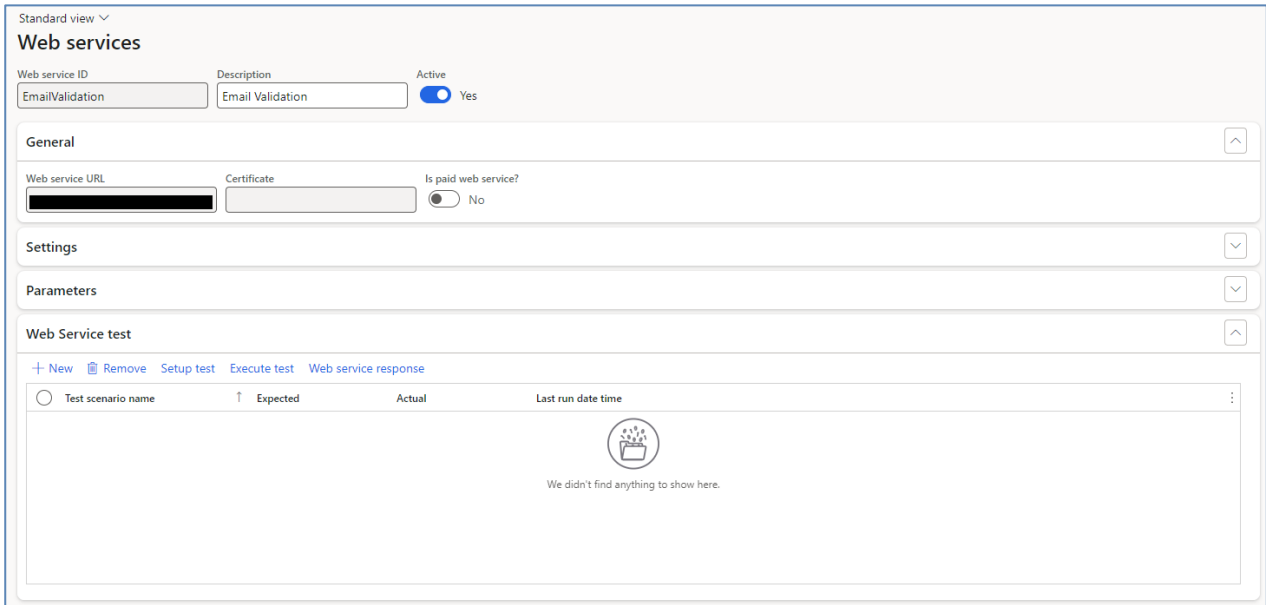 Standard view
Web services
Web service ID Description Active
EmailValidation Email Validation Yes
General
Web service URL Certificate Is paid web service?
No
Settings
Parameters
Web Service test
New Remove Setup test Execute test Web service response
Test scenario name Expected Actual Last run date time
We didn't find anything to show here.